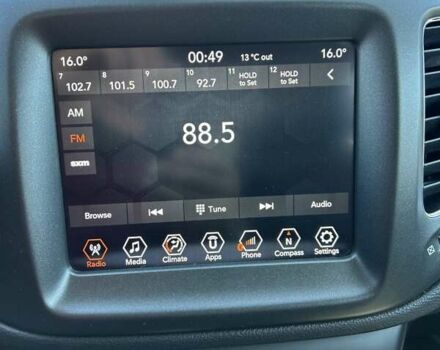 16.0° 00:49 13 °C out 16.0°
7 102.7 8 101.5 9 100.7 10 92.7 11 HOLD to Set 12 HOLD to Set
AM
FM
sxm
88.5
Browse Tune Audio
Radio Media Climate Apps Phone Compass Settings
N